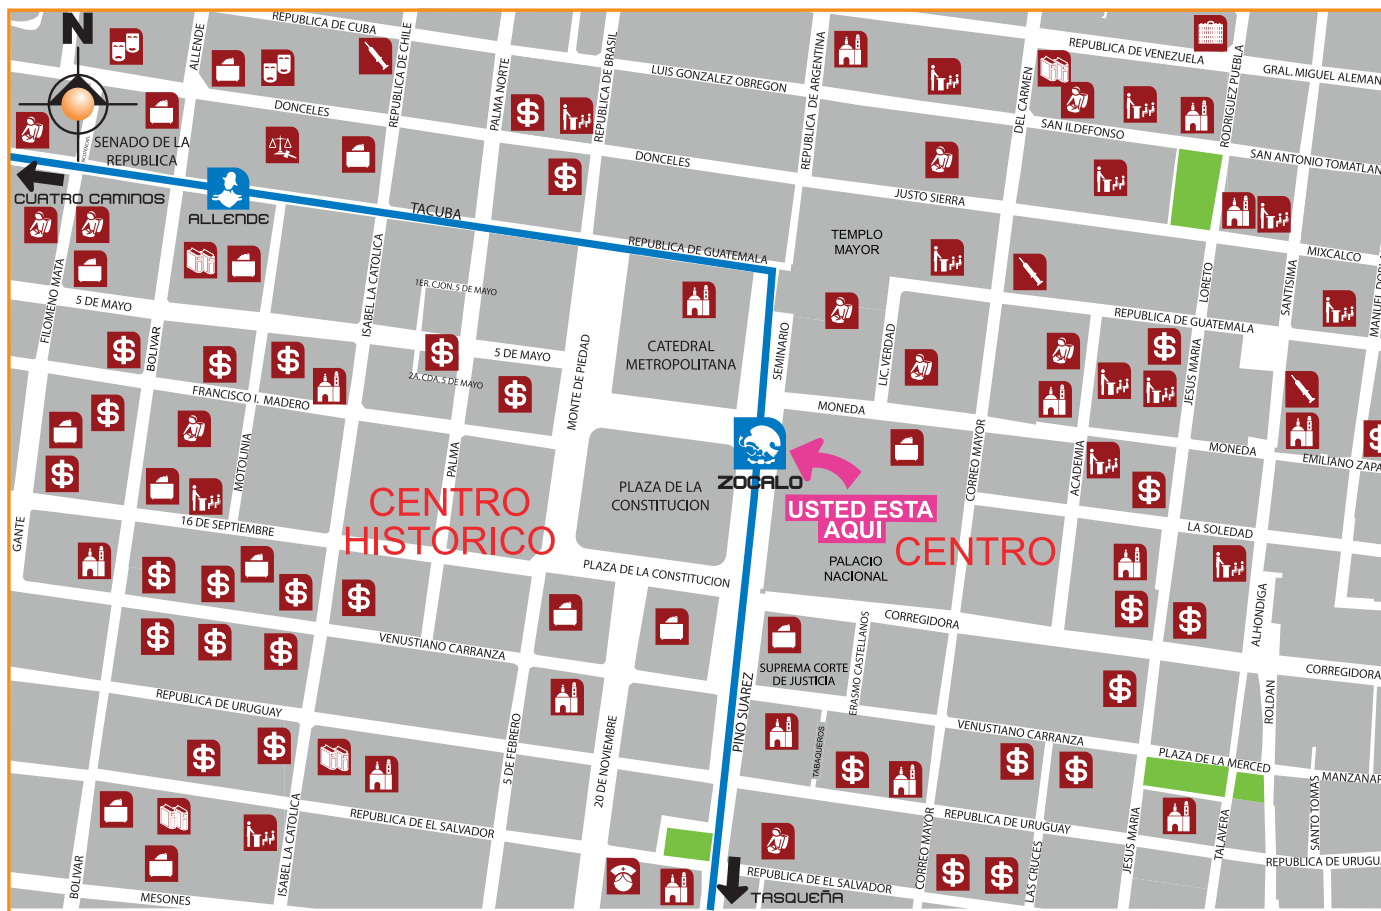 N
REPUBLICA DE CUBA
ALLENDE
REPUBLICA DE CHILE
PALMA NORTE
REPUBLICA DE BRASIL
LUIS GONZALEZ OBREGON
REPUBLICA DE ARGENTINA
DEL CARMEN
REPUBLICA DE VENEZUELA
RODRIGUEZ PUEBLA
GRAL. MIGUEL ALEMAN
DONCELES
SENADO DE LA
REPUBLICA
DONCELES
SAN ILDEFONSO
SAN ANTONIO TOMATLAN
CUATRO CAMINOS
ALLENDE
TACUBA
JUSTO SIERRA
TEMPLO
MAYOR
REPUBLICA DE GUATEMALA
MIXCALCO
FILOMENO MATA
5 DE MAYO
BOLIVAR
ISABEL LA CATOLICA
1ER. CJON. 5 DE MAYO
5 DE MAYO
2A. CDA. 5 DE MAYO
MONTE DE PIEDAD
CATEDRAL
METROPOLITANA
SEMINARIO
LIC. VERDAD
LORETO
SANTISIMA
REPUBLICA DE GUATEMALA
JESUS MARIA
FRANCISCO I. MADERO
MONEDA
MOTOLINIA
PALMA
CORREO MAYOR
ACADEMIA
MONEDA
EMILIANO ZAPA
GANTE
16 DE SEPTIEMBRE
CENTRO
HISTORICO
PLAZA DE LA
CONSTITUCION
ZOCALO
USTED ESTA
AQUI
CENTRO
PALACIO
NACIONAL
LA SOLEDAD
PLAZA DE LA CONSTITUCION
CORREGIDORA
ALHONDIGA
VENUSTIANO CARRANZA
SUPREMA CORTE
DE JUSTICIA
ERASMO CASTELLANOS
CORREGIDORA
REPUBLICA DE URUGUAY
5 DE FEBRERO
20 DE NOVIEMBRE
PINO SUAREZ
TABAQUEROS
VENUSTIANO CARRANZA
ROLDAN
PLAZA DE LA MERCED
MANZANAR
REPUBLICA DE EL SALVADOR
REPUBLICA DE URUGUAY
SANTO TOMAS
BOLIVAR
MESONES
ISABEL LA CATOLICA
TASQUEÑA
REPUBLICA DE EL SALVADOR
CORREO MAYOR
LAS CRUCES
JESUS MARIA
TALAVERA
REPUBLICA DE URUGU